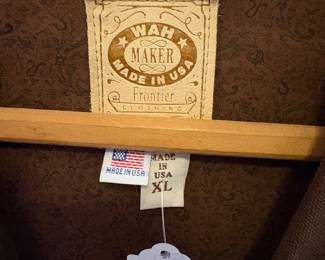 WAH
MAKER
MADE IN USA
Frontier
CLOTHING
MADE IN USA
MADE
IN
USA
XL